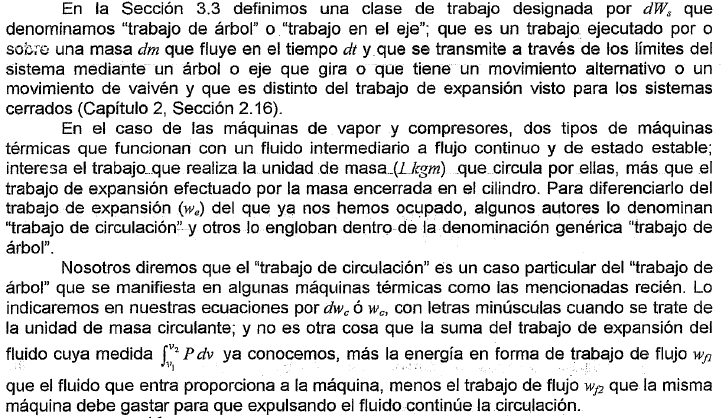 En la Sección 3.3 definimos una clase de trabajo designada por dWₛ que
denominamos “trabajo de árbol” o “trabajo en el eje”; que es un trabajo ejecutado por o
sobre una masa dm que fluye en el tiempo dt y que se transmite a través de los límites del
sistema mediante un árbol o eje que gira o que tiene un movimiento alternativo o un
movimiento de vaivén y que es distinto del trabajo de expansión visto para los sistemas
cerrados (Capítulo 2, Sección 2.16).
En el caso de las máquinas de vapor y compresores, dos tipos de máquinas
térmicas que funcionan con un fluido intermediario a flujo continuo y de estado estable;
interesa el trabajo que realiza la unidad de masa (1 kgm) que circula por ellas, más que el
trabajo de expansión efectuado por la masa encerrada en el cilindro. Para diferenciarlo del
trabajo de expansión (wₑ) del que ya nos hemos ocupado, algunos autores lo denominan
“trabajo de circulación” y otros lo engloban dentro de la denominación genérica “trabajo de
árbol”.
Nosotros diremos que el “trabajo de circulación” es un caso particular del “trabajo de
árbol” que se manifiesta en algunas máquinas térmicas como las mencionadas recién. Lo
indicaremos en nuestras ecuaciones por dw_c ó w_c, con letras minúsculas cuando se trate de
la unidad de masa circulante; y no es otra cosa que la suma del trabajo de expansión del
fluido cuya medida ∫_{v₁}^{v₂} P dv ya conocemos, más la energía en forma de trabajo de flujo w_{f1}
que el fluido que entra proporciona a la máquina, menos el trabajo de flujo w_{f2} que la misma
máquina debe gastar para que expulsando el fluido continúe la circulación.